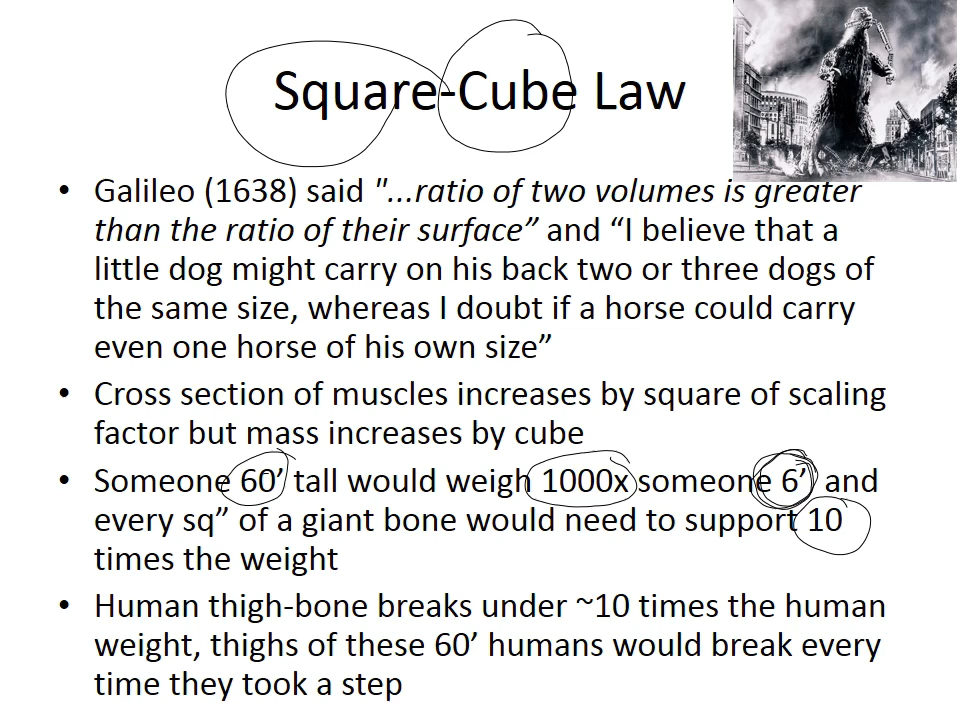 Square-Cube Law
• Galileo (1638) said "...ratio of two volumes is greater
than the ratio of their surface” and “I believe that a
little dog might carry on his back two or three dogs of
the same size, whereas I doubt if a horse could carry
even one horse of his own size”
• Cross section of muscles increases by square of scaling
factor but mass increases by cube
• Someone 60’ tall would weigh 1000x someone 6’ and
every sq” of a giant bone would need to support 10
times the weight
• Human thigh-bone breaks under ~10 times the human
weight, thighs of these 60’ humans would break every
time they took a step